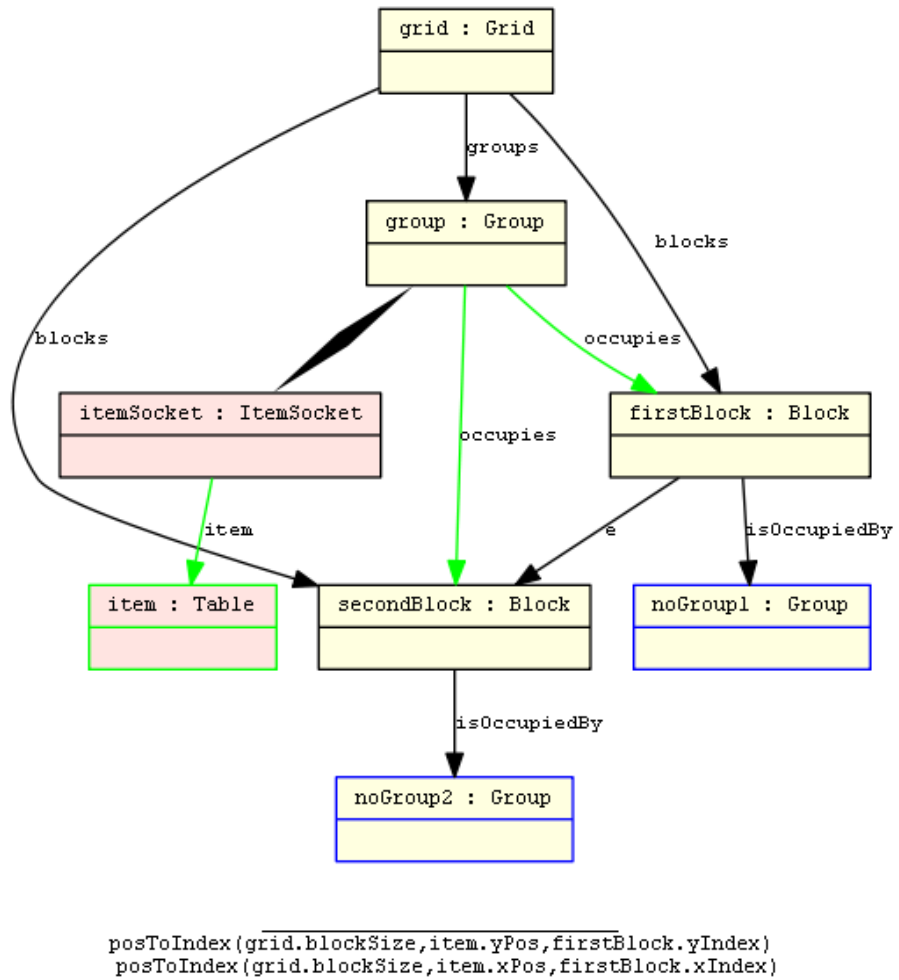 grid : Grid
groups
group : Group
blocks
blocks
occupies
itemSocket : ItemSocket
firstBlock : Block
occupies
item
e
isOccupiedBy
item : Table
secondBlock : Block
noGroup1 : Group
isOccupiedBy
noGroup2 : Group
posToIndex(grid.blockSize,item.yPos,firstBlock.yIndex)
posToIndex(grid.blockSize,item.xPos,firstBlock.xIndex)